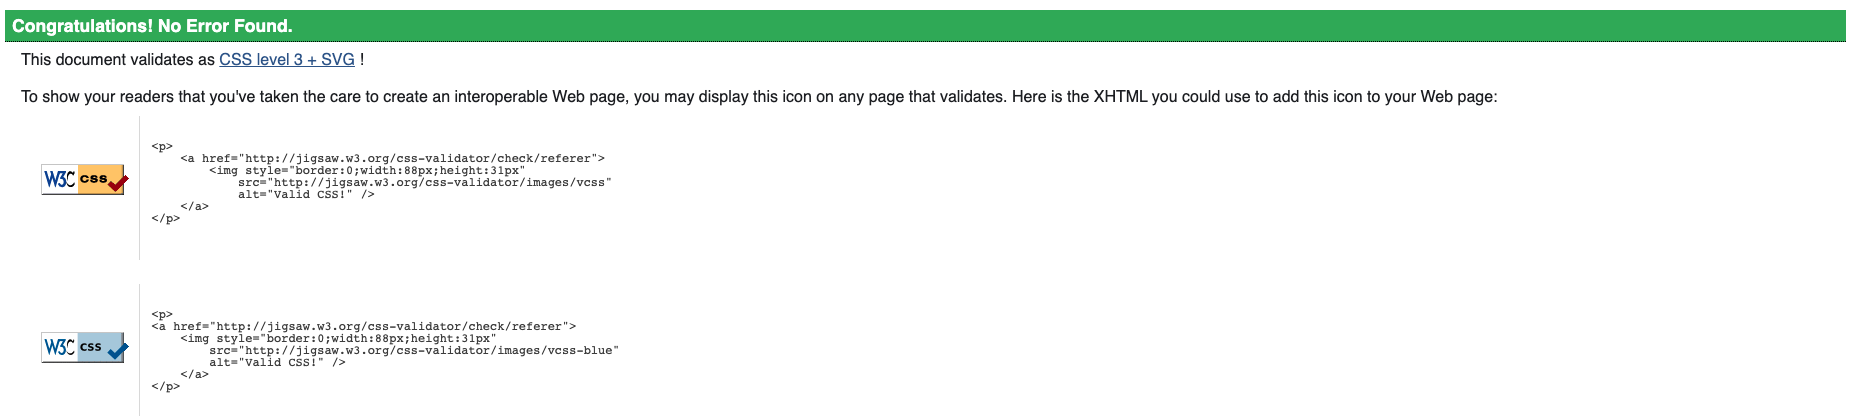 Congratulations! No Error Found.
This document validates as CSS level 3 + SVG !
To show your readers that you've taken the care to create an interoperable Web page, you may display this icon on any page that validates. Here is the XHTML you could use to add this icon to your Web page:
W3C css
<p>
    <a href="http://jigsaw.w3.org/css-validator/check/referer">
        <img style="border:0;width:88px;height:31px"
            src="http://jigsaw.w3.org/css-validator/images/vcss"
            alt="Valid CSS!" />
    </a>
</p>
W3C css
<p>
<a href="http://jigsaw.w3.org/css-validator/check/referer">
    <img style="border:0;width:88px;height:31px"
        src="http://jigsaw.w3.org/css-validator/images/vcss-blue"
        alt="Valid CSS!" />
    </a>
</p>